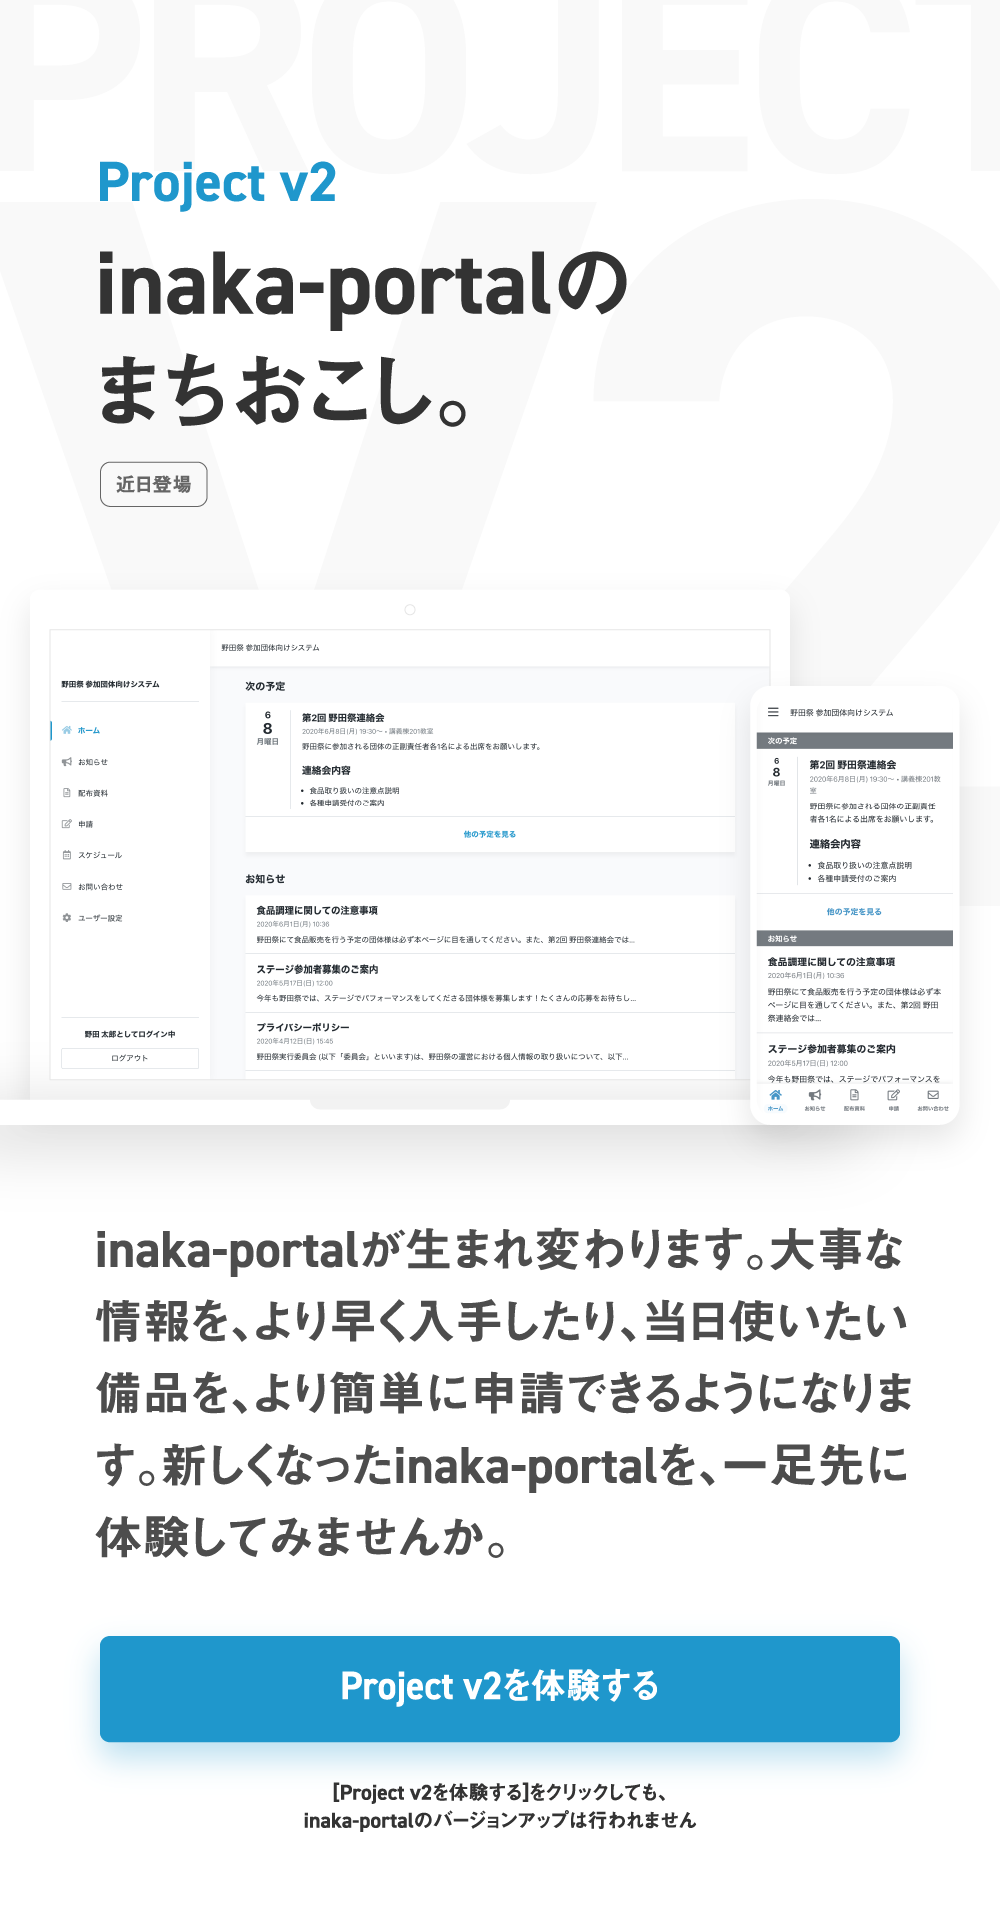 PROJECT
V2
Project v2
inaka-portalの
まちおこし。
近日登場
野田祭 参加団体向けシステム
ホーム
お知らせ
配布資料
申請
スケジュール
お問い合わせ
ユーザー設定
野田 太郎としてログイン中
ログアウト
野田祭 参加団体向けシステム
次の予定
6
8
月曜日
第2回 野田祭連絡会
2020年6月8日(月) 19:30〜 • 講義棟201教室
野田祭に参加される団体の正副責任者各1名による出席をお願いします。
連絡会内容
• 食品取り扱いの注意点説明
• 各種申請受付のご案内
他の予定を見る
お知らせ
食品調理に関しての注意事項
2020年6月1日(月) 10:36
野田祭にて食品販売を行う予定の団体様は必ず本ページに目を通してください。また、第2回 野田祭連絡会では...
ステージ参加者募集のご案内
2020年5月17日(日) 12:00
今年も野田祭では、ステージでパフォーマンスをしてくださる団体様を募集します！たくさんの応募をお待ちし...
プライバシーポリシー
2020年4月12日(日) 15:45
野田祭実行委員会 (以下「委員会」といいます)は、野田祭の運営における個人情報の取り扱いについて、以下...
野田祭 参加団体向けシステム
次の予定
6
8
月曜日
第2回 野田祭連絡会
2020年6月8日(月) 19:30〜 • 講義棟201教
室
野田祭に参加される団体の正副責任
者各1名による出席をお願いします。
連絡会内容
• 食品取り扱いの注意点説明
• 各種申請受付のご案内
他の予定を見る
お知らせ
食品調理に関しての注意事項
2020年6月1日(月) 10:36
野田祭にて食品販売を行う予定の団体様は必ず本
ページに目を通してください。また、第2回 野田
祭連絡会では...
ステージ参加者募集のご案内
2020年5月17日(日) 12:00
今年も野田祭では、ステージでパフォーマンスを
ホーム
お知らせ
配布資料
申請
お問い合わせ
inaka-portalが生まれ変わります。大事な
情報を、より早く入手したり、当日使いたい
備品を、より簡単に申請できるようになりま
す。新しくなったinaka-portalを、一足先に
体験してみませんか。
Project v2を体験する
[Project v2を体験する]をクリックしても、
inaka-portalのバージョンアップは行われません